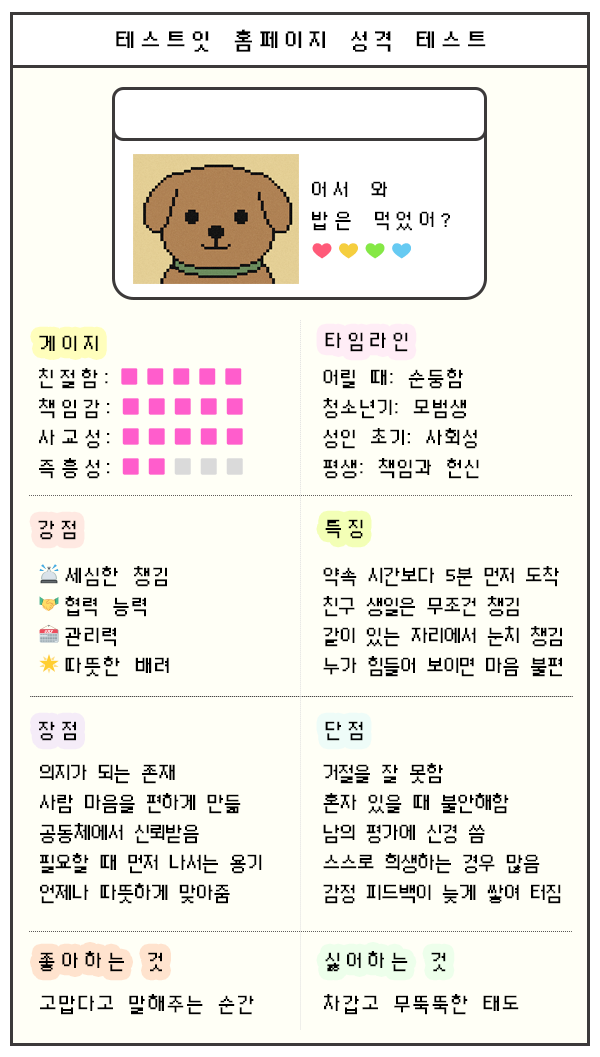 테스트잇 홈페이지 성격 테스트
어서 와
밥은 먹었어?
게이지
친절함:
책임감:
사교성:
즉흥성:
타임라인
어릴 때: 순둥함
청소년기: 모범생
성인 초기: 사회성
평생: 책임과 헌신
강점
세심한 챙김
협력 능력
관리력
따뜻한 배려
특징
약속 시간보다 5분 먼저 도착
친구 생일은 무조건 챙김
같이 있는 자리에서 눈치 챙김
누가 힘들어 보이면 마음 불편
장점
의지가 되는 존재
사람 마음을 편하게 만듦
공동체에서 신뢰받음
필요할 때 먼저 나서는 용기
언제나 따뜻하게 맞아줌
단점
거절을 잘 못함
혼자 있을 때 불안해함
남의 평가에 신경 씀
스스로 희생하는 경우 많음
감정 피드백이 늦게 쌓여 터짐
좋아하는 것
고맙다고 말해주는 순간
싫어하는 것
차갑고 무뚝뚝한 태도